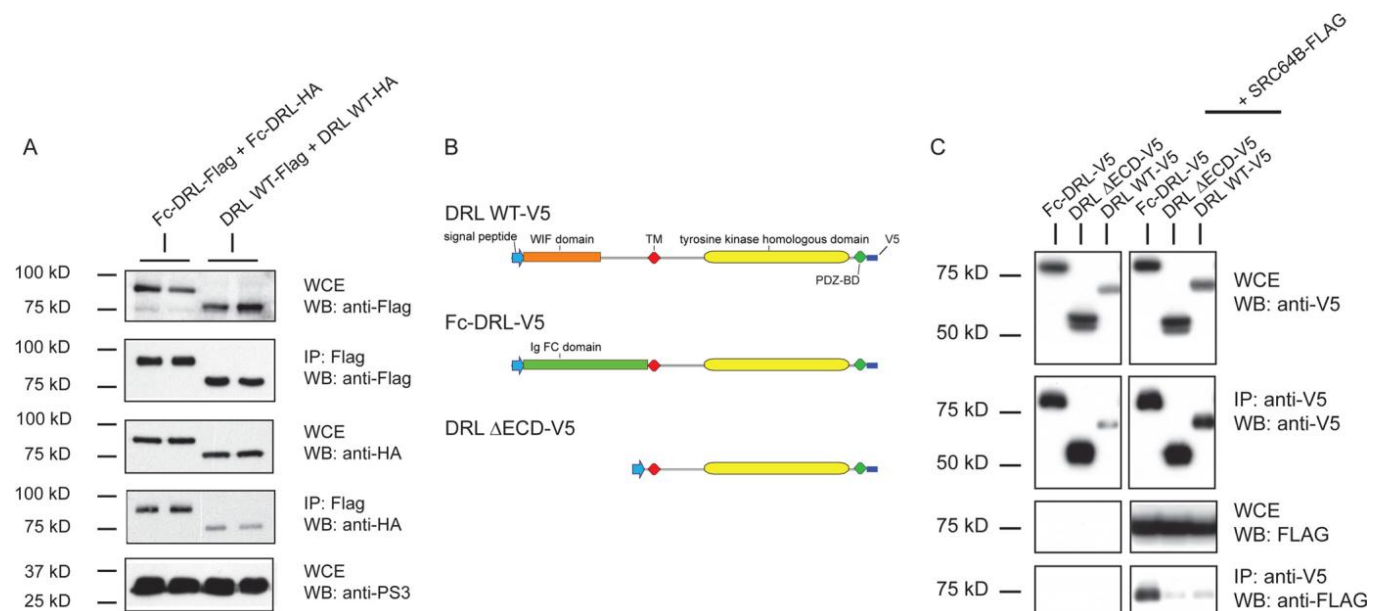 A
Fc-DRL-Flag + Fc-DRL-HA
DRL WT-Flag + DRL WT-HA
100 kD
75 kD
WCE
WB: anti-Flag
100 kD
75 kD
IP: Flag
WB: anti-Flag
100 kD
75 kD
WCE
WB: anti-HA
100 kD
75 kD
IP: Flag
WB: anti-HA
37 kD
25 kD
WCE
WB: anti-PS3
B
DRL WT-V5
signal peptide
WIF domain
TM
tyrosine kinase homologous domain
V5
PDZ-BD
Fc-DRL-V5
Ig FC domain
DRL ΔECD-V5
C
+ SRC64B-FLAG
Fc-DRL-V5
DRL ΔECD-V5
DRL WT-V5
Fc-DRL-V5
DRL ΔECD-V5
DRL WT-V5
75 kD
50 kD
WCE
WB: anti-V5
75 kD
50 kD
IP: anti-V5
WB: anti-V5
75 kD
WCE
WB: FLAG
75 kD
IP: anti-V5
WB: anti-FLAG